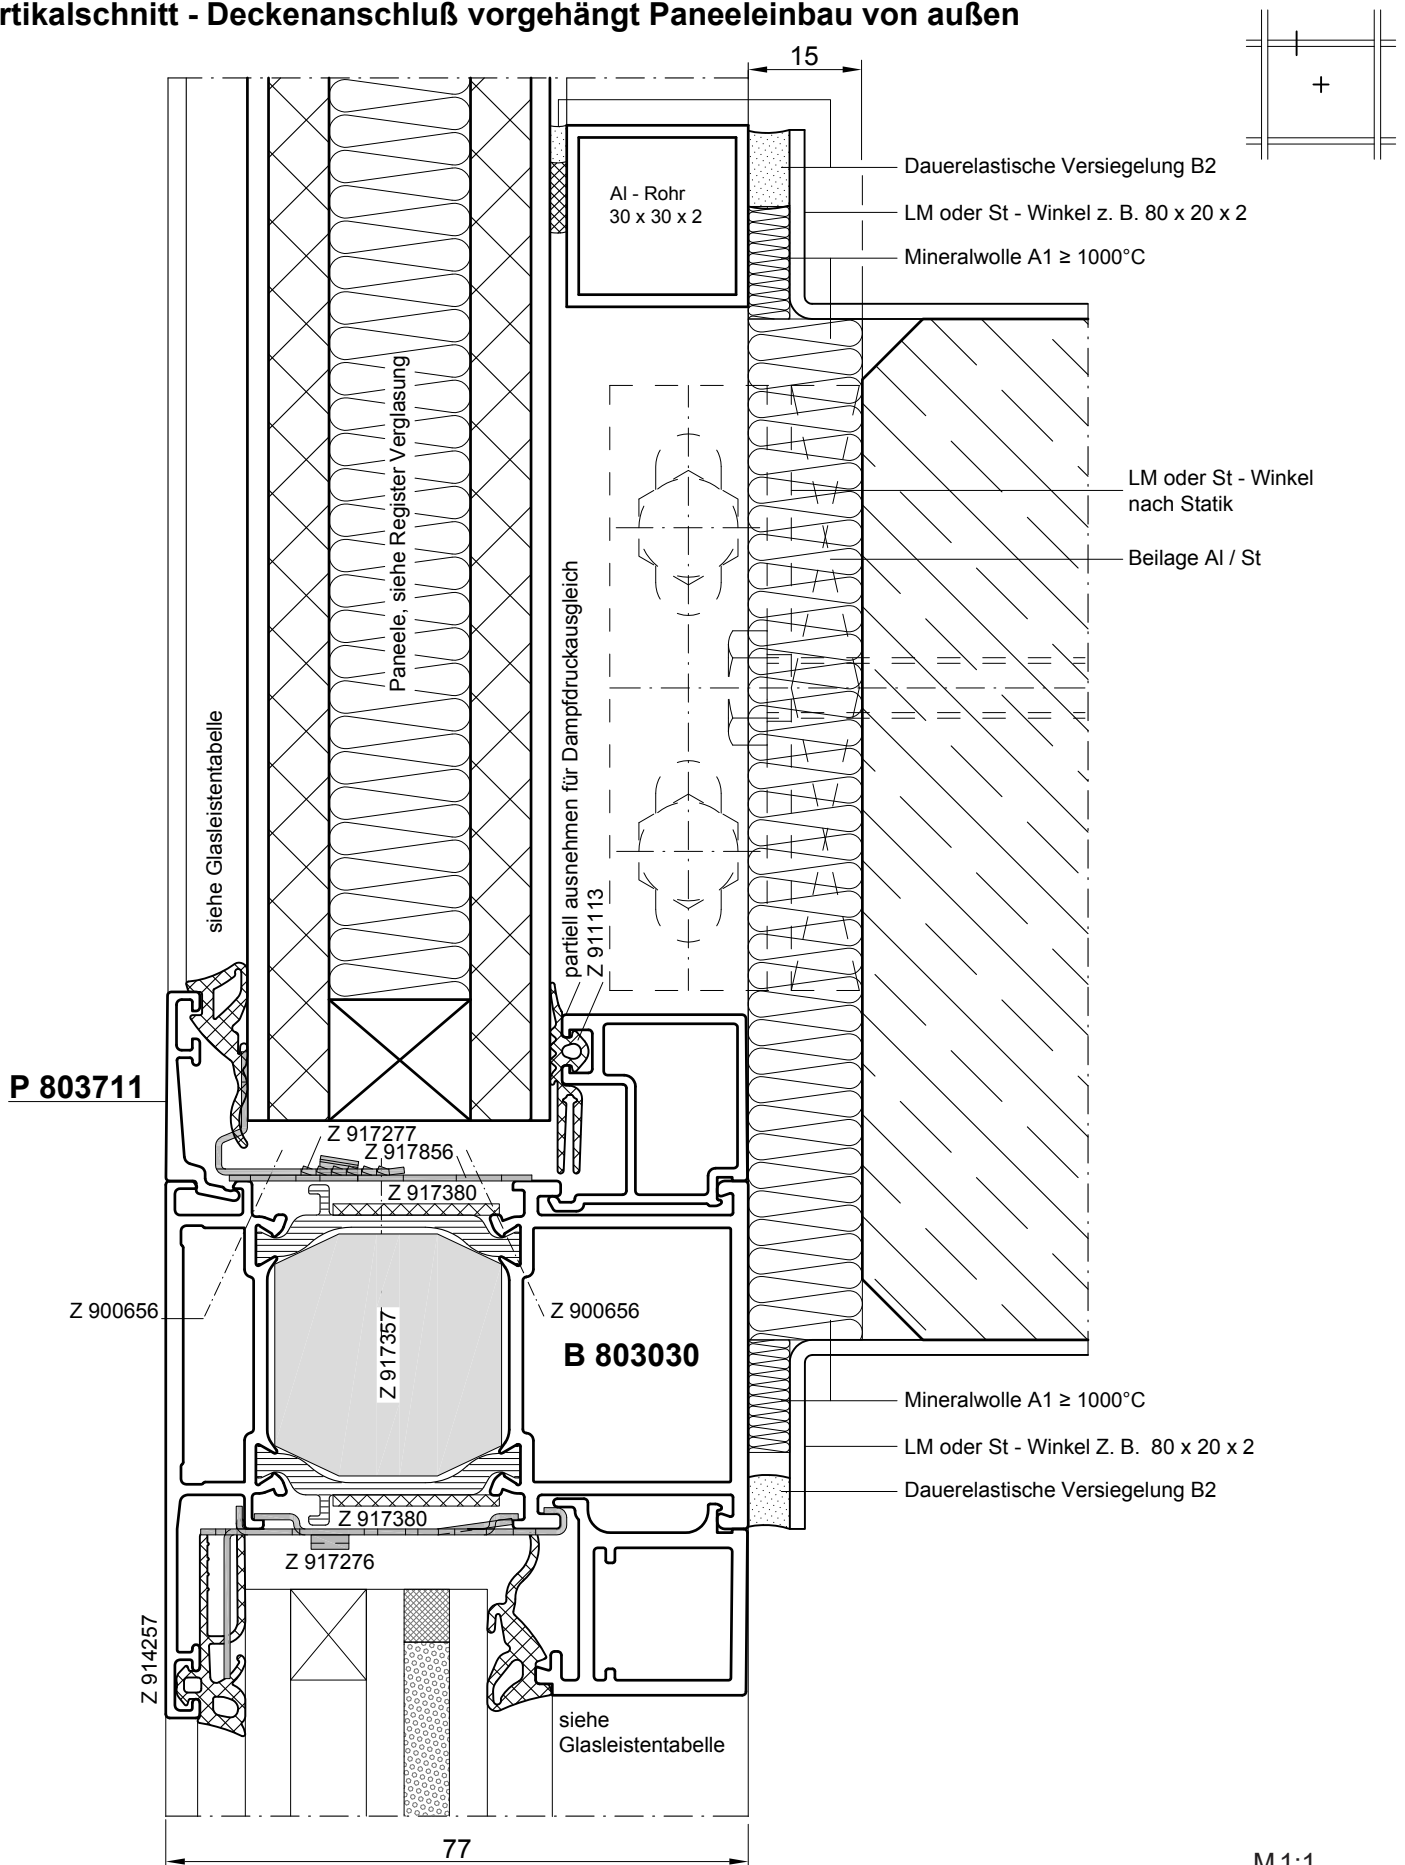 rtikalschnitt - Deckenanschluß vorgehängt Paneeleinbau von außen
15
Dauerelastische Versiegelung B2
Al - Rohr
30 x 30 x 2
LM oder St - Winkel z. B. 80 x 20 x 2
Mineralwolle A1 ≥ 1000°C
Paneele, siehe Register Verglasung
LM oder St - Winkel
nach Statik
Beilage Al / St
partiell ausnehmen für Dampfdruckausgleich
Z 911113
siehe Glasleistentabelle
P 803711
Z 917277
Z 917856
Z 917380
Z 900656
Z 900656
Z 917357
B 803030
Mineralwolle A1 ≥ 1000°C
LM oder St - Winkel Z. B. 80 x 20 x 2
Dauerelastische Versiegelung B2
Z 917380
Z 917276
Z 914257
siehe
Glasleistentabelle
77
M 1:1